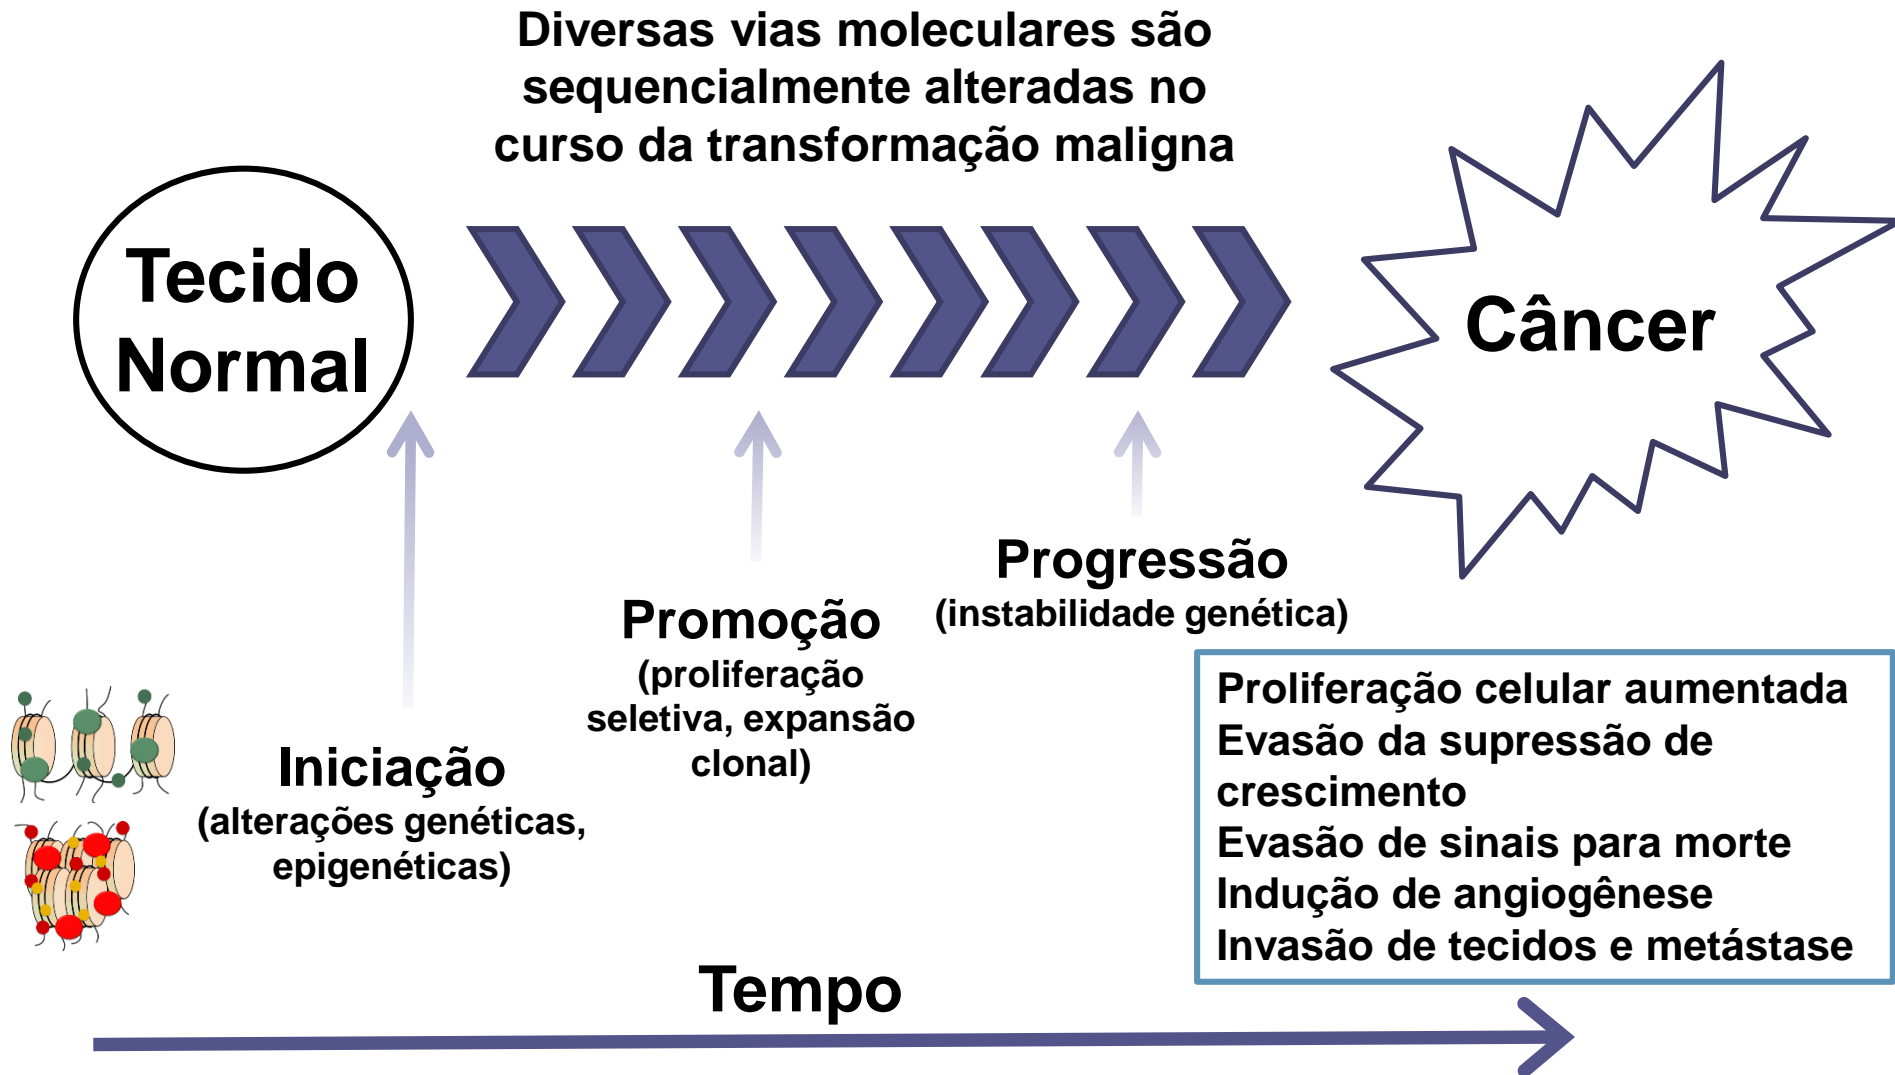 Diversas vias moleculares são
sequencialmente alteradas no
curso da transformação maligna
Tecido
Normal
Câncer
Progressão
(instabilidade genética)
Promoção
(proliferação
seletiva, expansão
clonal)
Iniciação
(alterações genéticas,
epigenéticas)
Proliferação celular aumentada
Evasão da supressão de
crescimento
Evasão de sinais para morte
Indução de angiogênese
Invasão de tecidos e metástase
Tempo